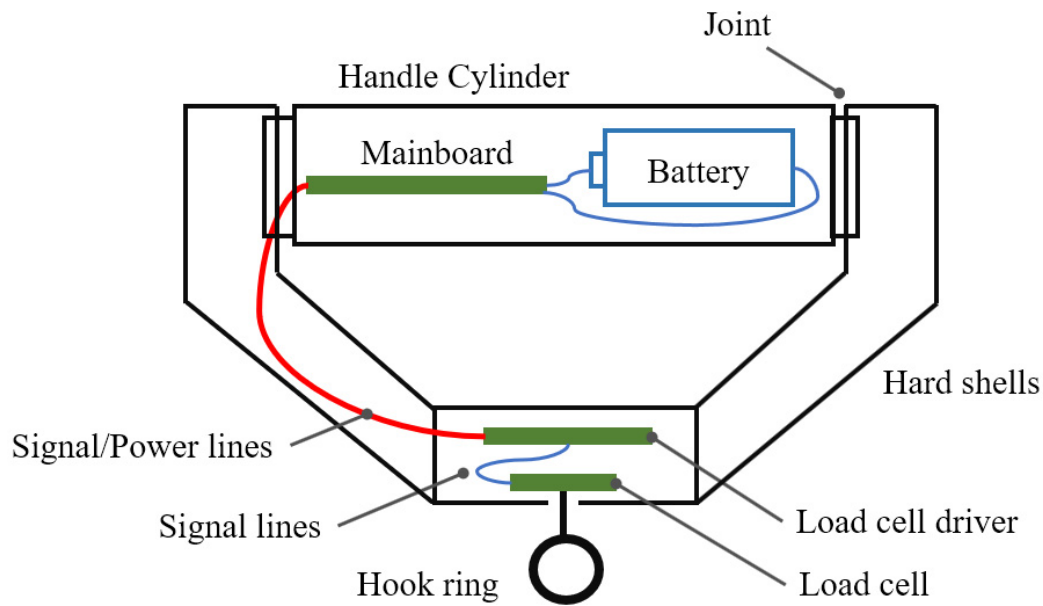 Joint
Handle Cylinder
Mainboard
Battery
Hard shells
Signal/Power lines
Signal lines
Load cell driver
Hook ring
Load cell